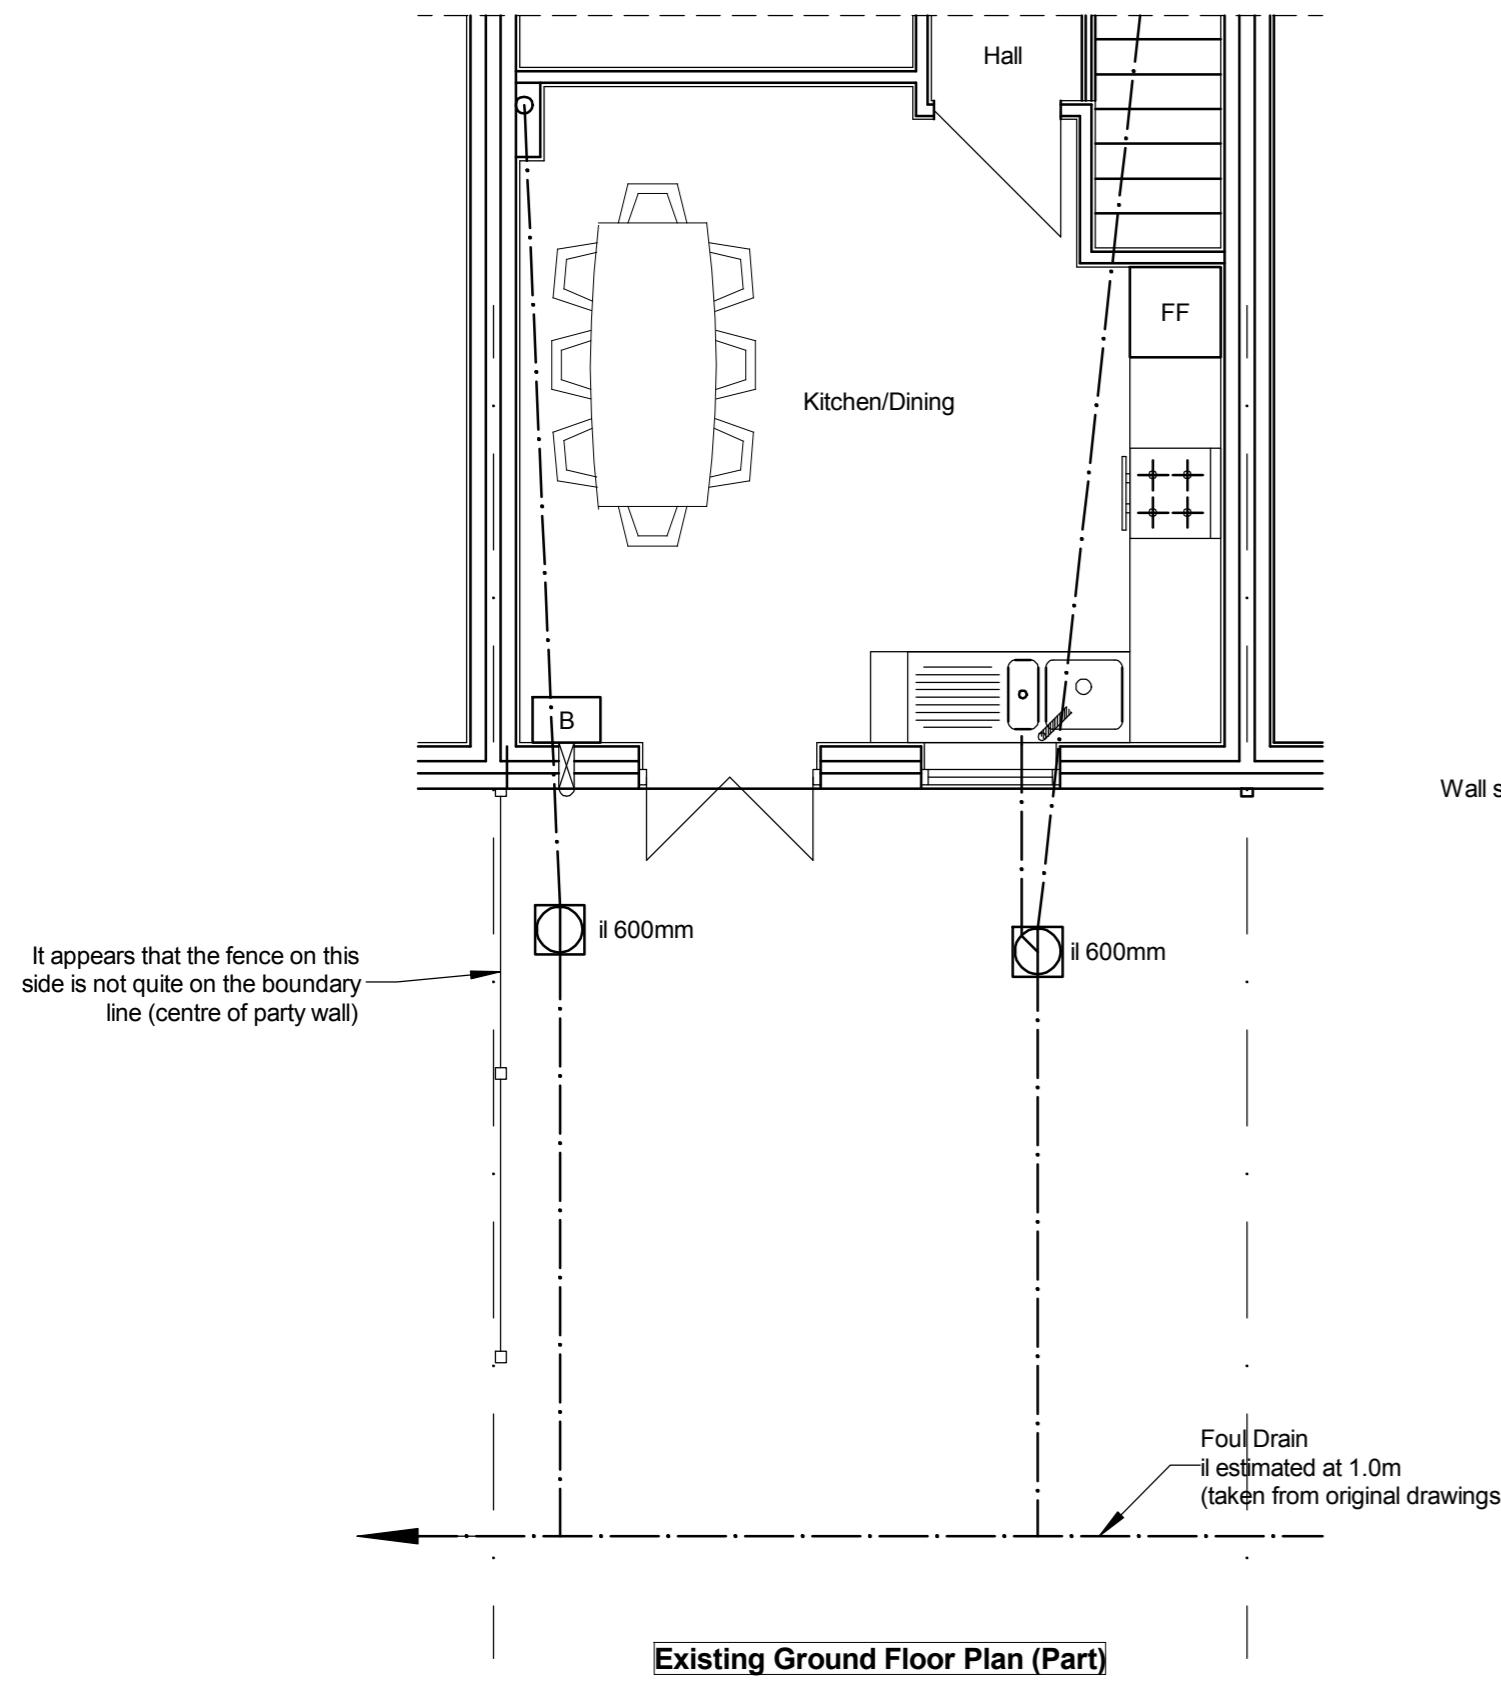 Hall
FF
Kitchen/Dining
B
Wall s
il 600mm
il 600mm
It appears that the fence on this
side is not quite on the boundary
line (centre of party wall)
Foul Drain
il estimated at 1.0m
(taken from original drawings
Existing Ground Floor Plan (Part)